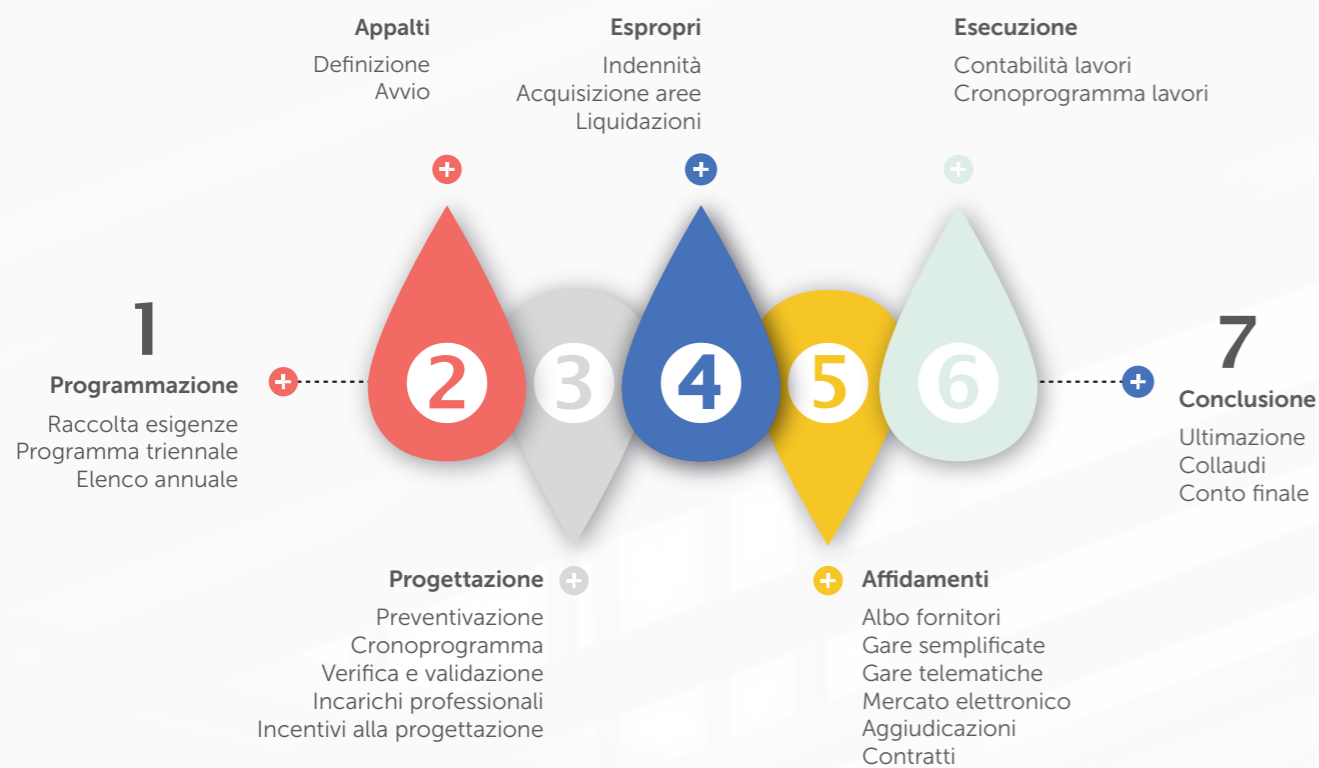 1
Programmazione
Raccolta esigenze
Programma triennale
Elenco annuale
Appalti
Definizione
Avvio
2
3
Progettazione
Preventivazione
Cronoprogramma
Verifica e validazione
Incarichi professionali
Incentivi alla progettazione
Espropri
Indennità
Acquisizione aree
Liquidazioni
4
5
Affidamenti
Albo fornitori
Gare semplificate
Gare telematiche
Mercato elettronico
Aggiudicazioni
Contratti
Esecuzione
Contabilità lavori
Cronoprogramma lavori
6
7
Conclusione
Ultimazione
Collaudi
Conto finale